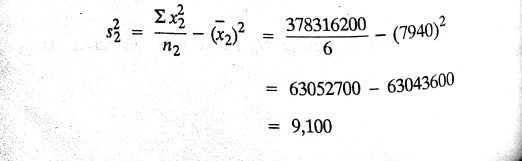 s₂² = Σx₂²/n₂ − (x̄₂)² = 378316200/6 − (7940)²
= 63052700 − 63043600
= 9,100